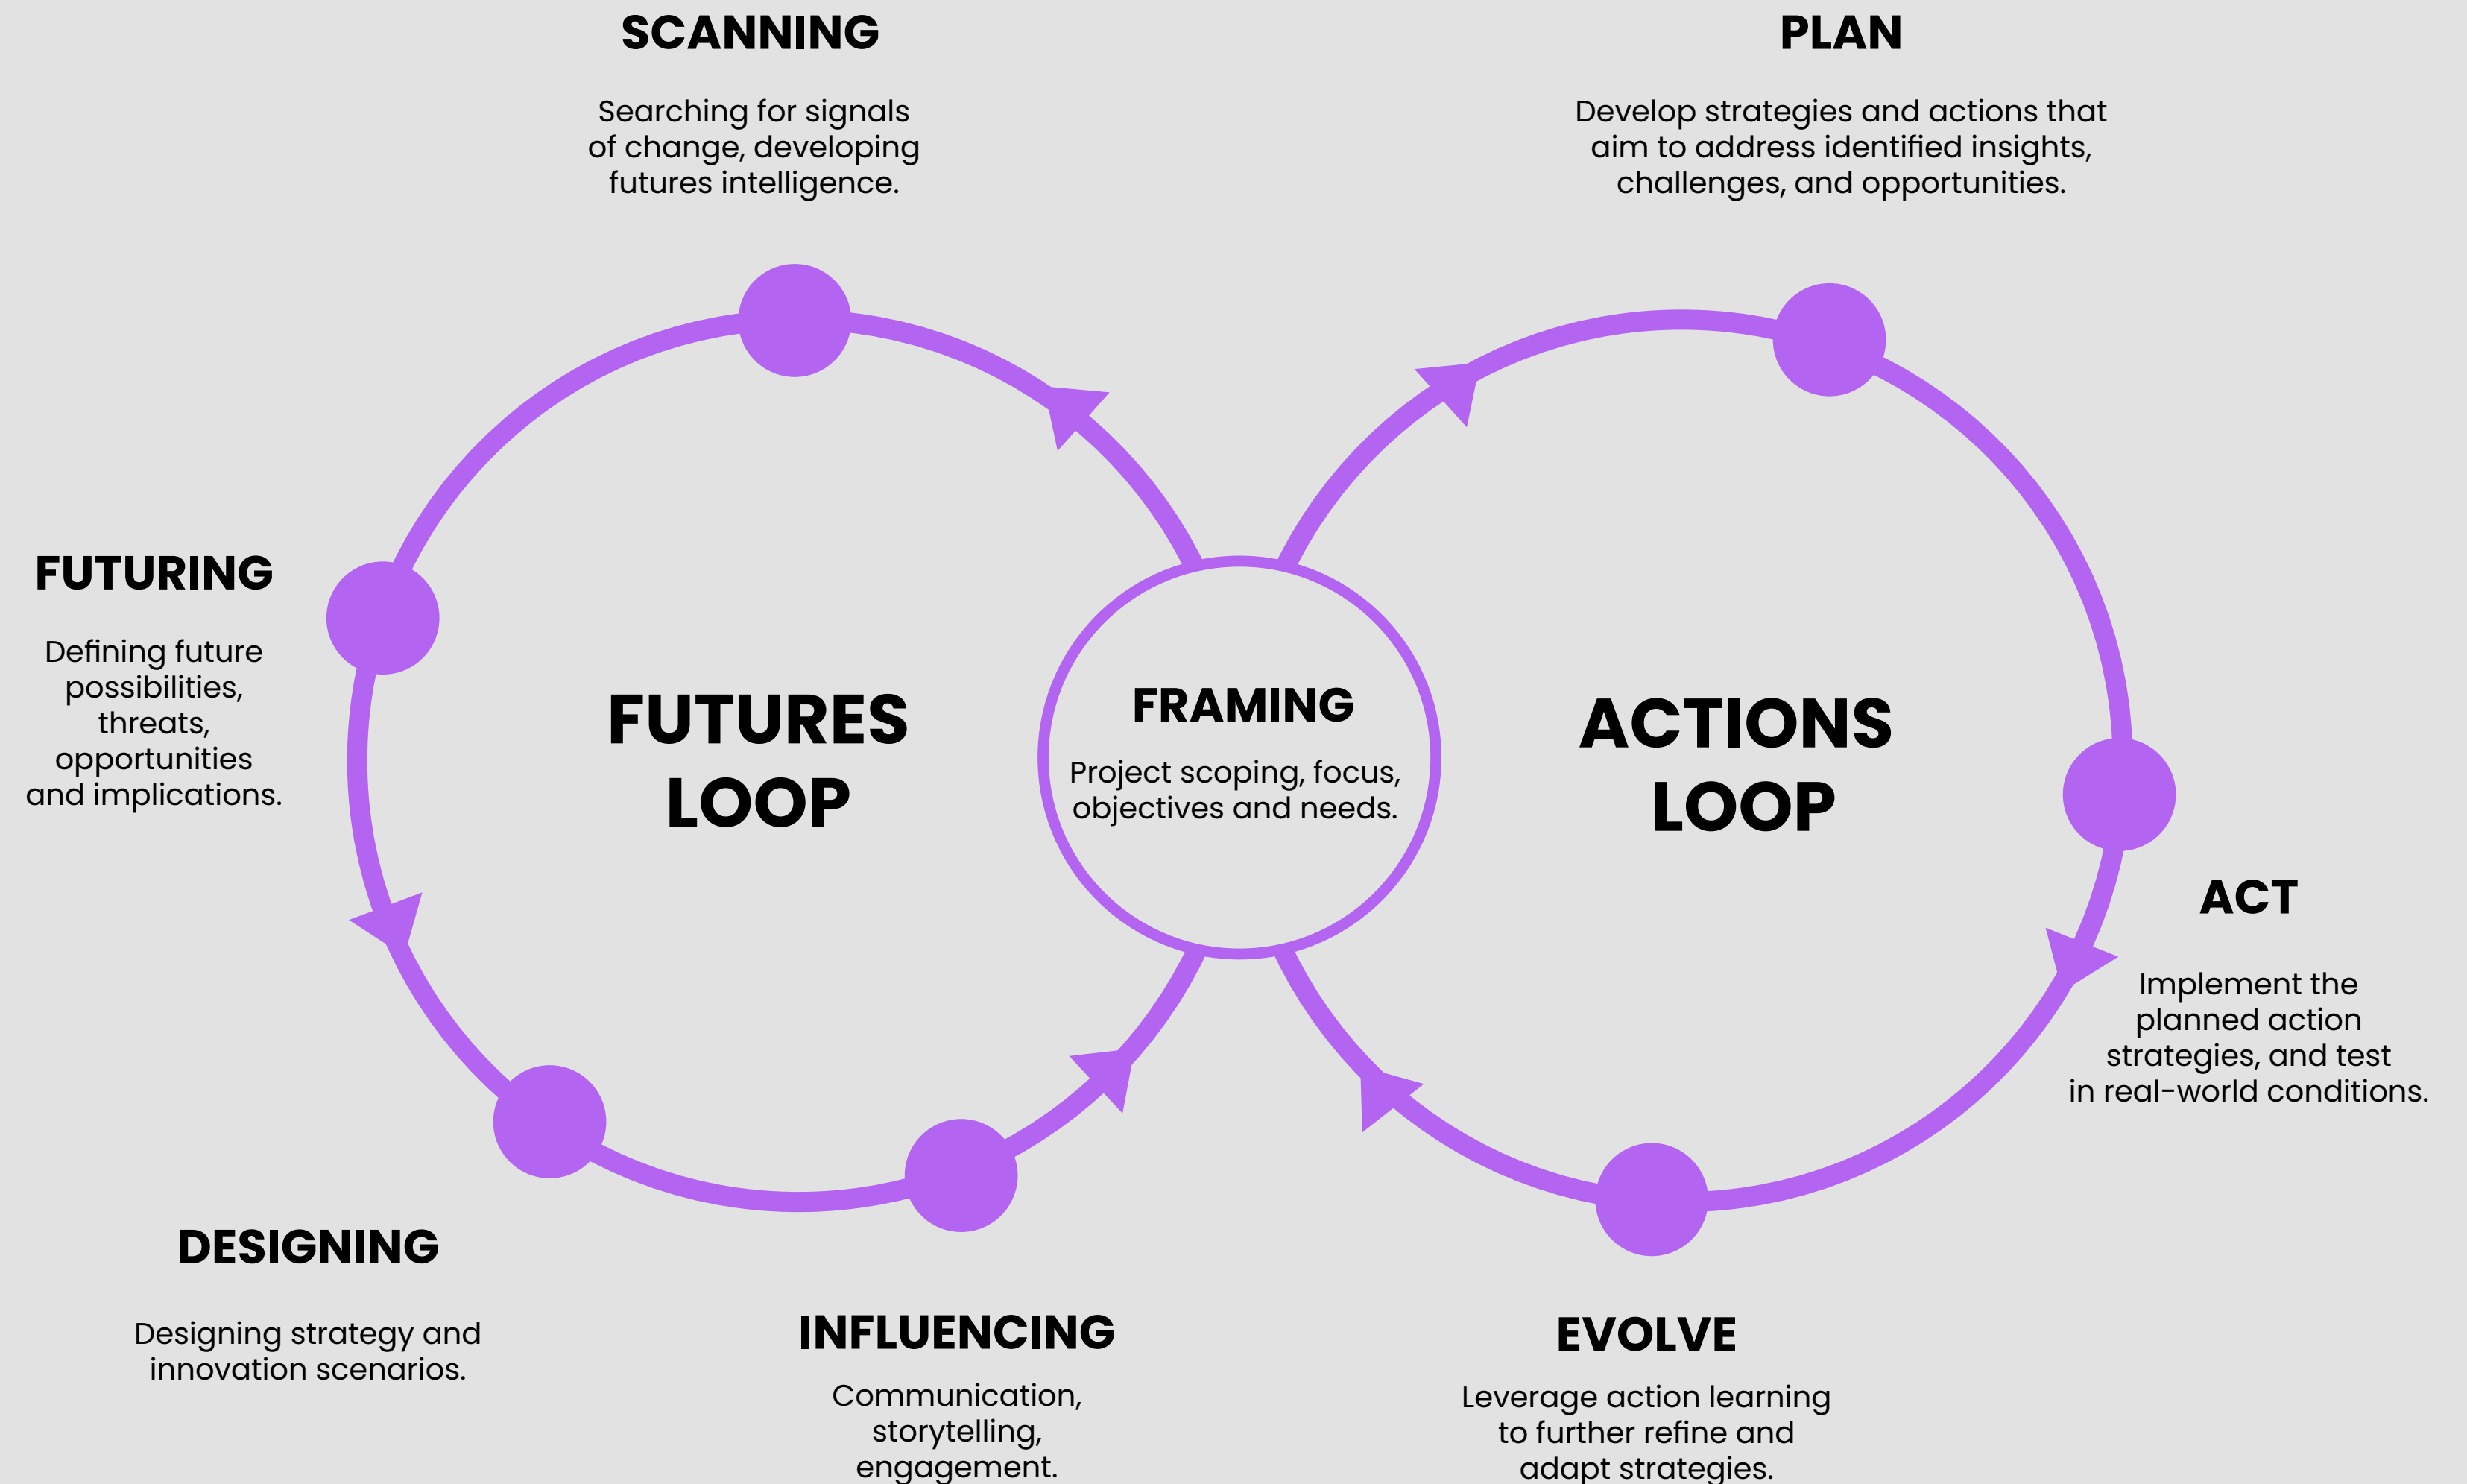 SCANNING
Searching for signals
of change, developing
futures intelligence.
PLAN
Develop strategies and actions that
aim to address identified insights,
challenges, and opportunities.
FUTURING
Defining future
possibilities,
threats,
opportunities
and implications.
FUTURES
LOOP
FRAMING
Project scoping, focus,
objectives and needs.
ACTIONS
LOOP
ACT
Implement the
planned action
strategies, and test
in real-world conditions.
DESIGNING
Designing strategy and
innovation scenarios.
INFLUENCING
Communication,
storytelling,
engagement.
EVOLVE
Leverage action learning
to further refine and
adapt strategies.